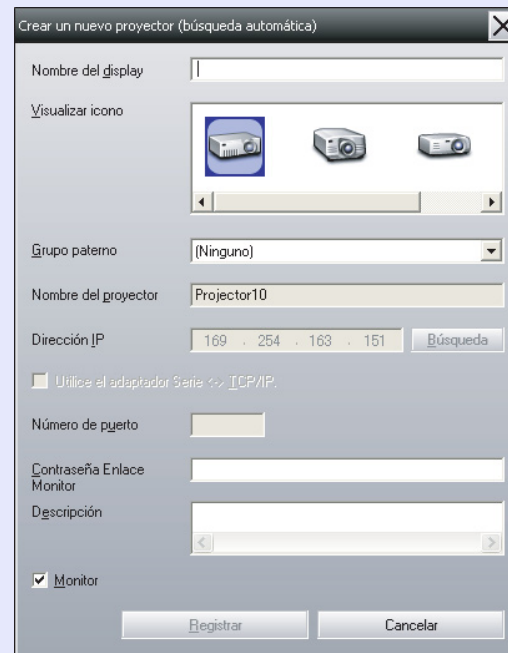 Crear un nuevo proyector (búsqueda automática)
Nombre del display
Visualizar icono
Grupo paterno
(Ninguno)
Nombre del proyector
Projector10
Dirección IP
169 . 254 . 163 . 151
Búsqueda
Utilice el adaptador Serie <-> TCP/IP.
Número de puerto
Contraseña Enlace
Monitor
Descripción
Monitor
Registrar
Cancelar